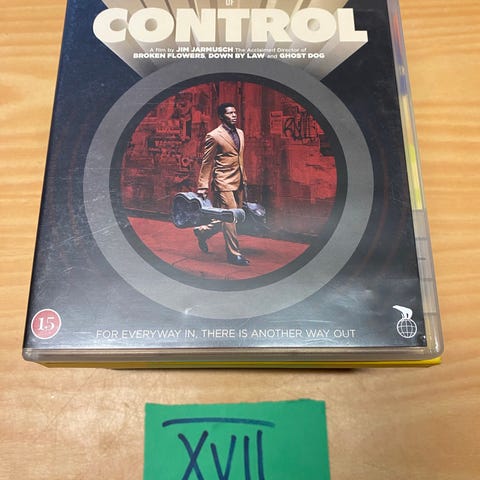 OF
CONTROL
A film by JIM JARMUSCH The Acclaimed Director of
BROKEN FLOWERS, DOWN BY LAW and GHOST DOG
15
FOR EVERYWAY IN, THERE IS ANOTHER WAY OUT
XVII